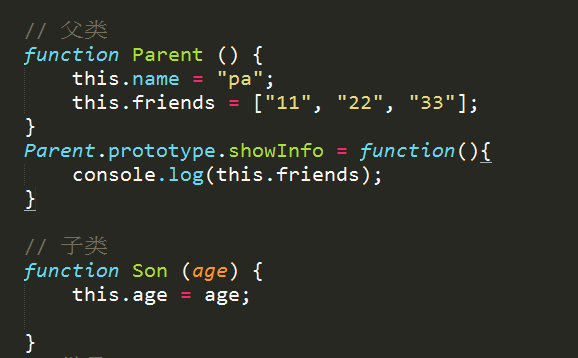 // 父类
function Parent () {
    this.name = "pa";
    this.friends = ["11", "22", "33"];
}
Parent.prototype.showInfo = function(){
    console.log(this.friends);
}
// 子类
function Son (age) {
    this.age = age;
}